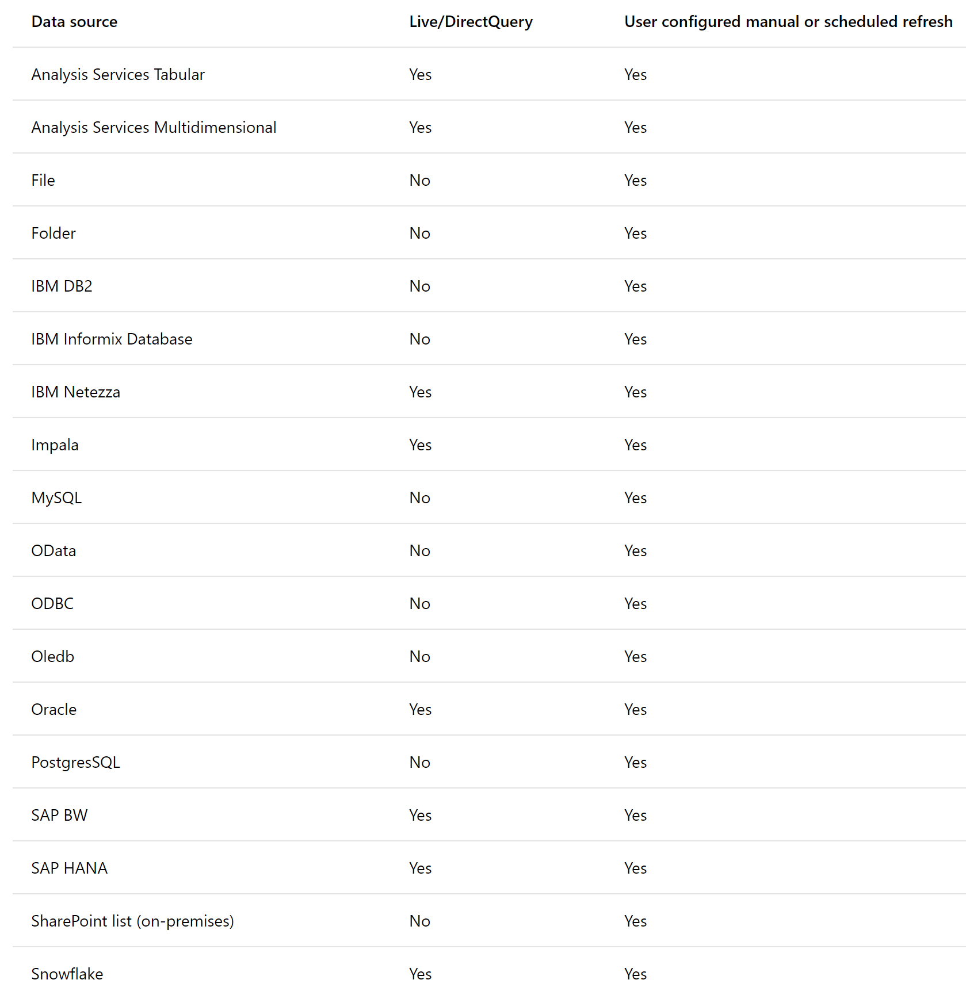 Data source Live/DirectQuery User configured manual or scheduled refresh
Analysis Services Tabular Yes Yes
Analysis Services Multidimensional Yes Yes
File No Yes
Folder No Yes
IBM DB2 No Yes
IBM Informix Database No Yes
IBM Netezza Yes Yes
Impala Yes Yes
MySQL No Yes
OData No Yes
ODBC No Yes
Oledb No Yes
Oracle Yes Yes
PostgresSQL No Yes
SAP BW Yes Yes
SAP HANA Yes Yes
SharePoint list (on-premises) No Yes
Snowflake Yes Yes